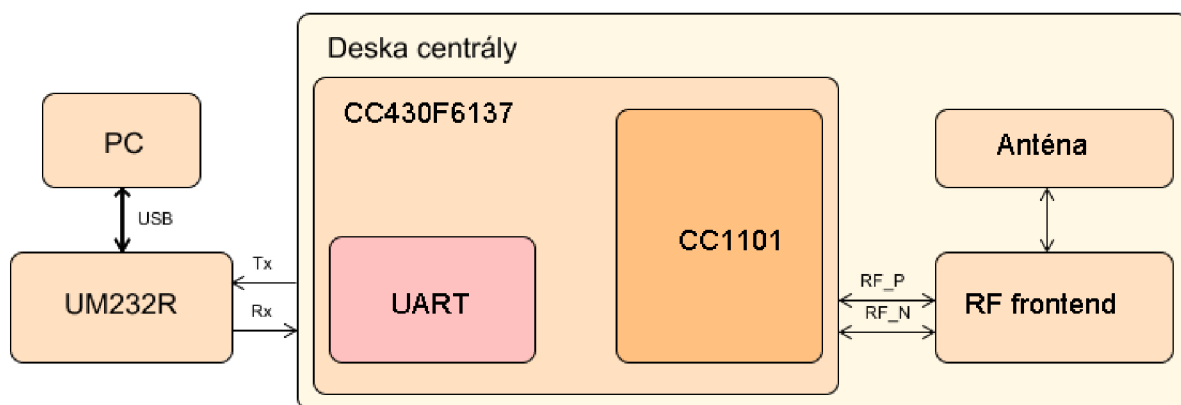 Deska centrály
CC430F6137
PC
Anténa
USB
CC1101
UM232R
Tx
Rx
UART
RF_P
RF_N
RF frontend